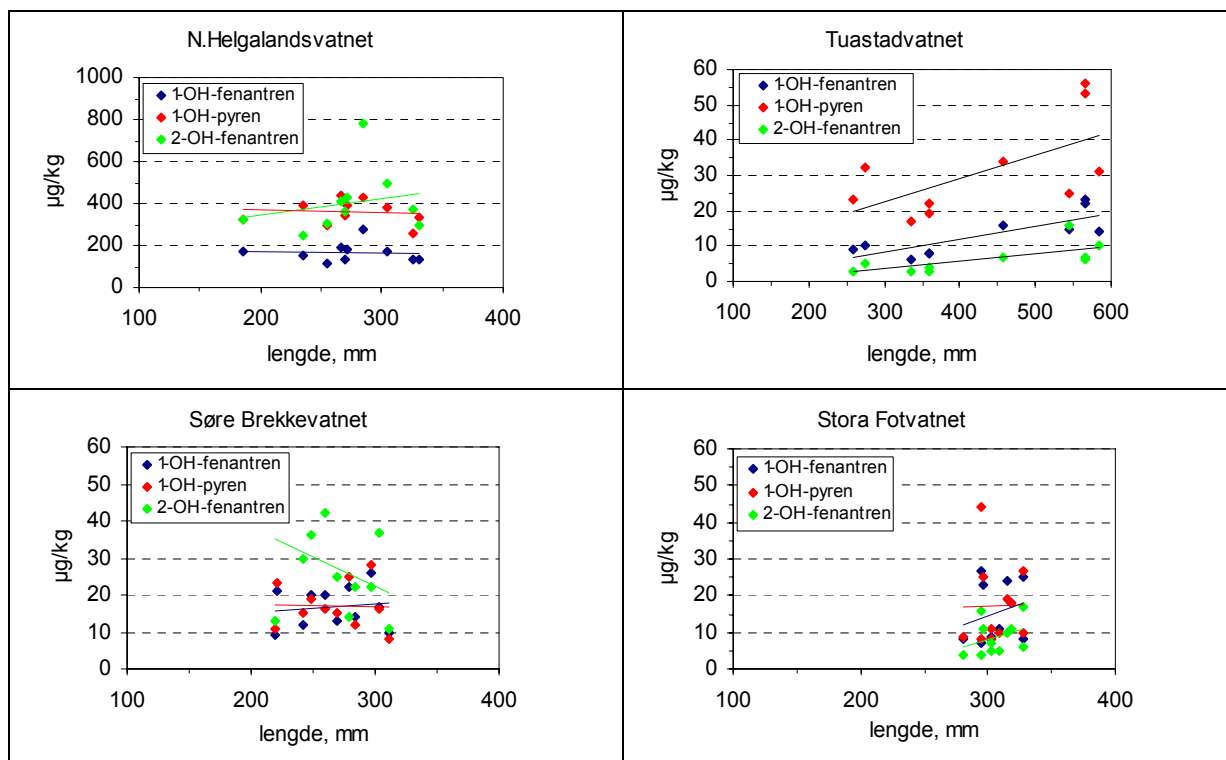 N.Helgalandsvatnet
1000
800
600
400
200
0
µg/kg
1-OH-fenantren
1-OH-pyren
2-OH-fenantren
100 200 300 400
lengde, mm
Tuastadvatnet
60
50
40
30
20
10
0
µg/kg
1-OH-fenantren
1-OH-pyren
2-OH-fenantren
100 200 300 400 500 600
lengde, mm
Søre Brekkevatnet
60
50
40
30
20
10
0
µg/kg
1-OH-fenantren
1-OH-pyren
2-OH-fenantren
100 200 300 400
lengde, mm
Stora Fotvatnet
60
50
40
30
20
10
0
µg/kg
1-OH-fenantren
1-OH-pyren
2-OH-fenantren
100 200 300 400
lengde, mm